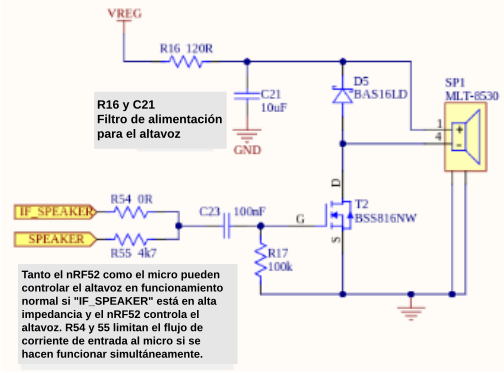 VREG
R16 120R
D5
BAS16LD
SP1
MLT-8530
C21
10uF
1
4
R16 y C21
Filtro de alimentación
para el altavoz
GND
D
R54 0R
C23 100nF
T2
BSS816NW
IF_SPEAKER
G
SPEAKER
S
R55 4k7
R17
100k
Tanto el nRF52 como el micro pueden
controlar el altavoz en funcionamiento
normal si "IF_SPEAKER" está en alta
impedancia y el nRF52 controla el
altavoz. R54 y 55 limitan el flujo de
corriente de entrada al micro si se
hacen funcionar simultáneamente.